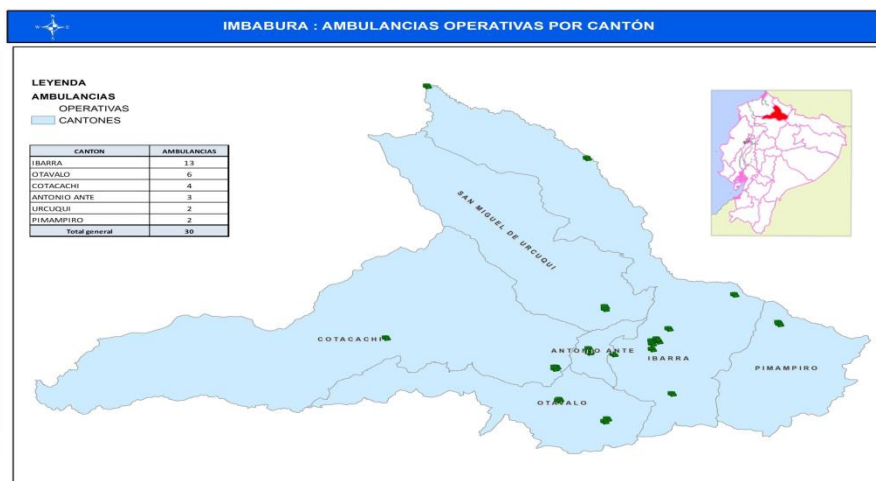 IMBABURA : AMBULANCIAS OPERATIVAS POR CANTÓN
LEYENDA
AMBULANCIAS
OPERATIVAS
CANTONES
CANTON AMBULANCIAS
IBARRA 13
OTAVALO 6
COTACACHI 4
ANTONIO ANTE 3
URCUQUI 2
PIMAMPIRO 2
Total general 30
SAN MIGUEL DE URCUQUI
COTACACHI
ANTONIO ANTE
IBARRA
PIMAMPIRO
OTAVALO